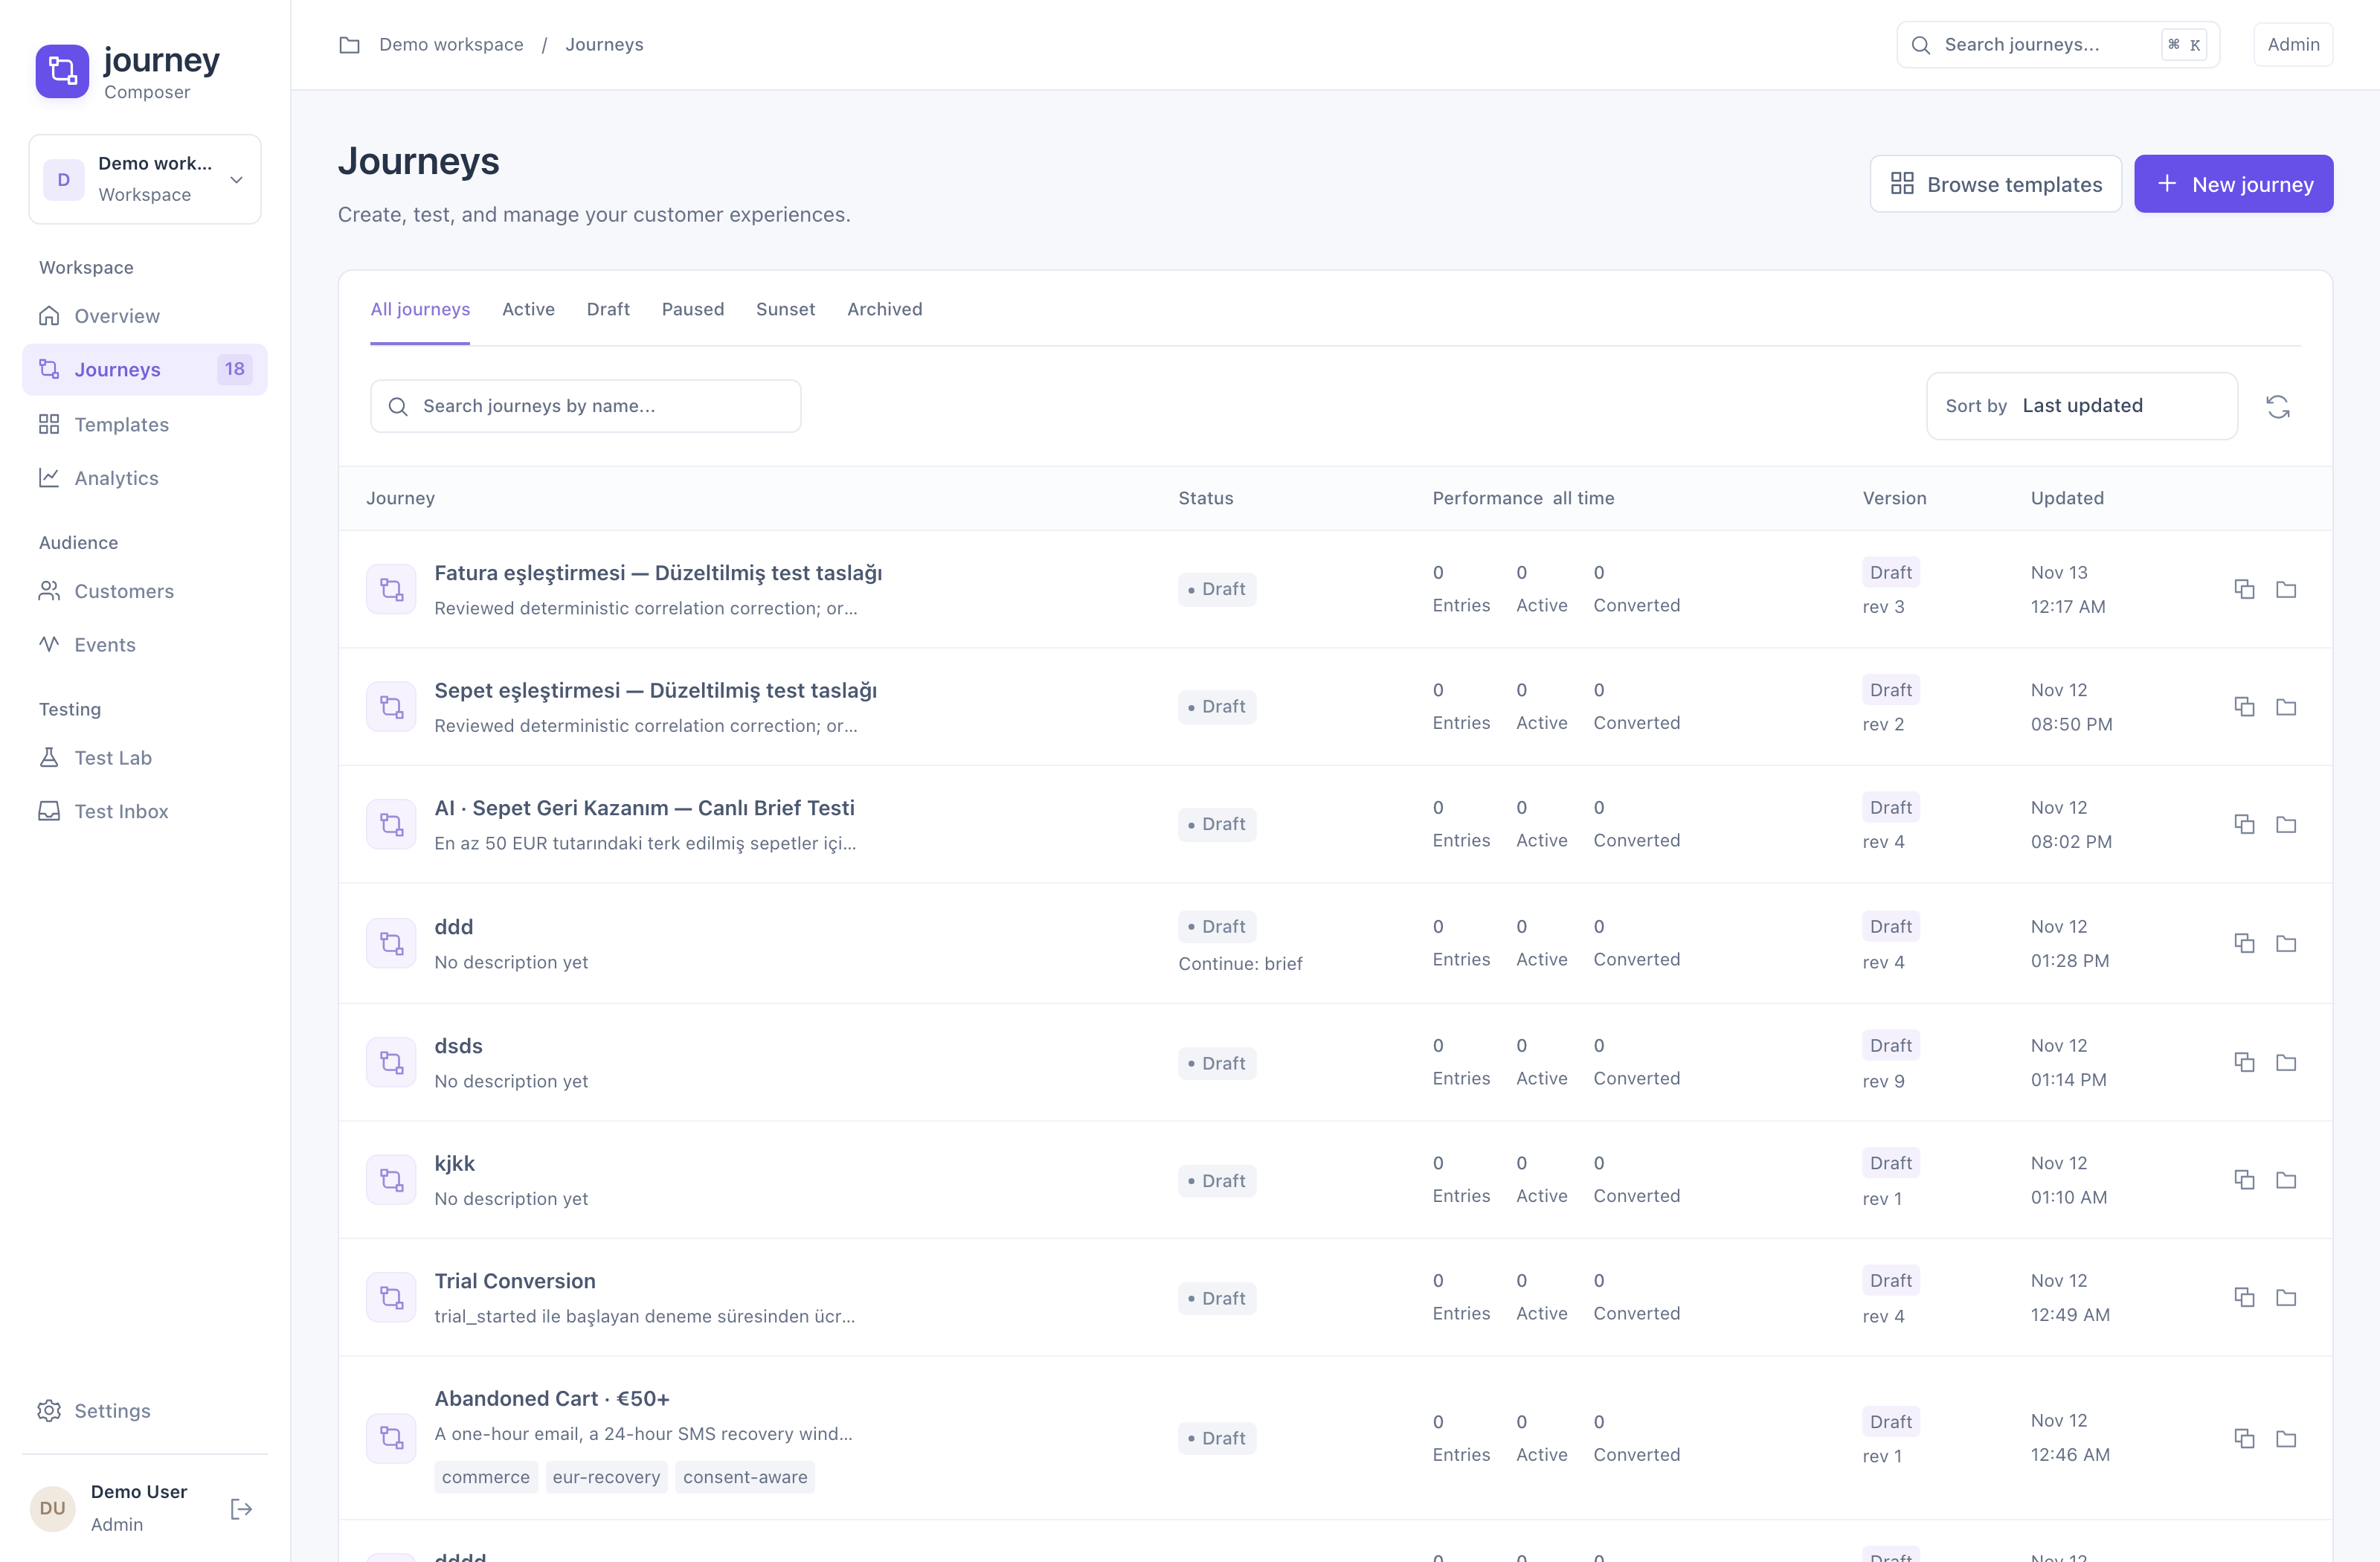 journey
Composer
D
Demo work...
Workspace
Workspace
Overview
Journeys 18
Templates
Analytics
Audience
Customers
Events
Testing
Test Lab
Test Inbox
Settings
DU
Demo User
Admin
Demo workspace / Journeys
Search journeys... ⌘ K
Admin
Journeys
Create, test, and manage your customer experiences.
Browse templates
+ New journey
All journeys Active Draft Paused Sunset Archived
Search journeys by name...
Sort by Last updated
Journey Status Performance all time Version Updated
Fatura eşleştirmesi — Düzeltilmiş test taslağı
Reviewed deterministic correlation correction; or...
• Draft
0 0 0
Entries Active Converted
Draft
rev 3
Nov 13
12:17 AM
Sepet eşleştirmesi — Düzeltilmiş test taslağı
Reviewed deterministic correlation correction; or...
• Draft
0 0 0
Entries Active Converted
Draft
rev 2
Nov 12
08:50 PM
AI · Sepet Geri Kazanım — Canlı Brief Testi
En az 50 EUR tutarındaki terk edilmiş sepetler içi...
• Draft
0 0 0
Entries Active Converted
Draft
rev 4
Nov 12
08:02 PM
ddd
No description yet
• Draft
Continue: brief
0 0 0
Entries Active Converted
Draft
rev 4
Nov 12
01:28 PM
dsds
No description yet
• Draft
0 0 0
Entries Active Converted
Draft
rev 9
Nov 12
01:14 PM
kjkk
No description yet
• Draft
0 0 0
Entries Active Converted
Draft
rev 1
Nov 12
01:10 AM
Trial Conversion
trial_started ile başlayan deneme süresinden ücr...
• Draft
0 0 0
Entries Active Converted
Draft
rev 4
Nov 12
12:49 AM
Abandoned Cart · €50+
A one-hour email, a 24-hour SMS recovery wind...
commerce eur-recovery consent-aware
• Draft
0 0 0
Entries Active Converted
Draft
rev 1
Nov 12
12:46 AM
dddd
0 0 0
Draft
Nov 12